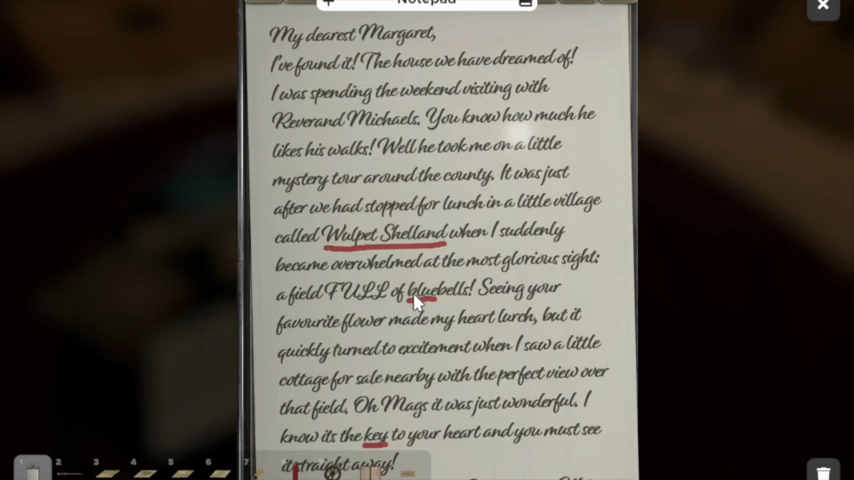 Notepad
My dearest Margaret,
I've found it! The house we have dreamed of!
I was spending the weekend visiting with
Reverand Michaels. You know how much he
likes his walks! Well he took me on a little
mystery tour around the county. It was just
after we had stopped for lunch in a little village
called Wulpet Shelland when I suddenly
became overwhelmed at the most glorious sight:
a field FULL of bluebells! Seeing your
favourite flower made my heart lurch, but it
quickly turned to excitement when I saw a little
cottage for sale nearby with the perfect view over
that field. Oh Mags it was just wonderful. I
know its the key to your heart and you must see
it straight away!
1 2 3 4 5 6